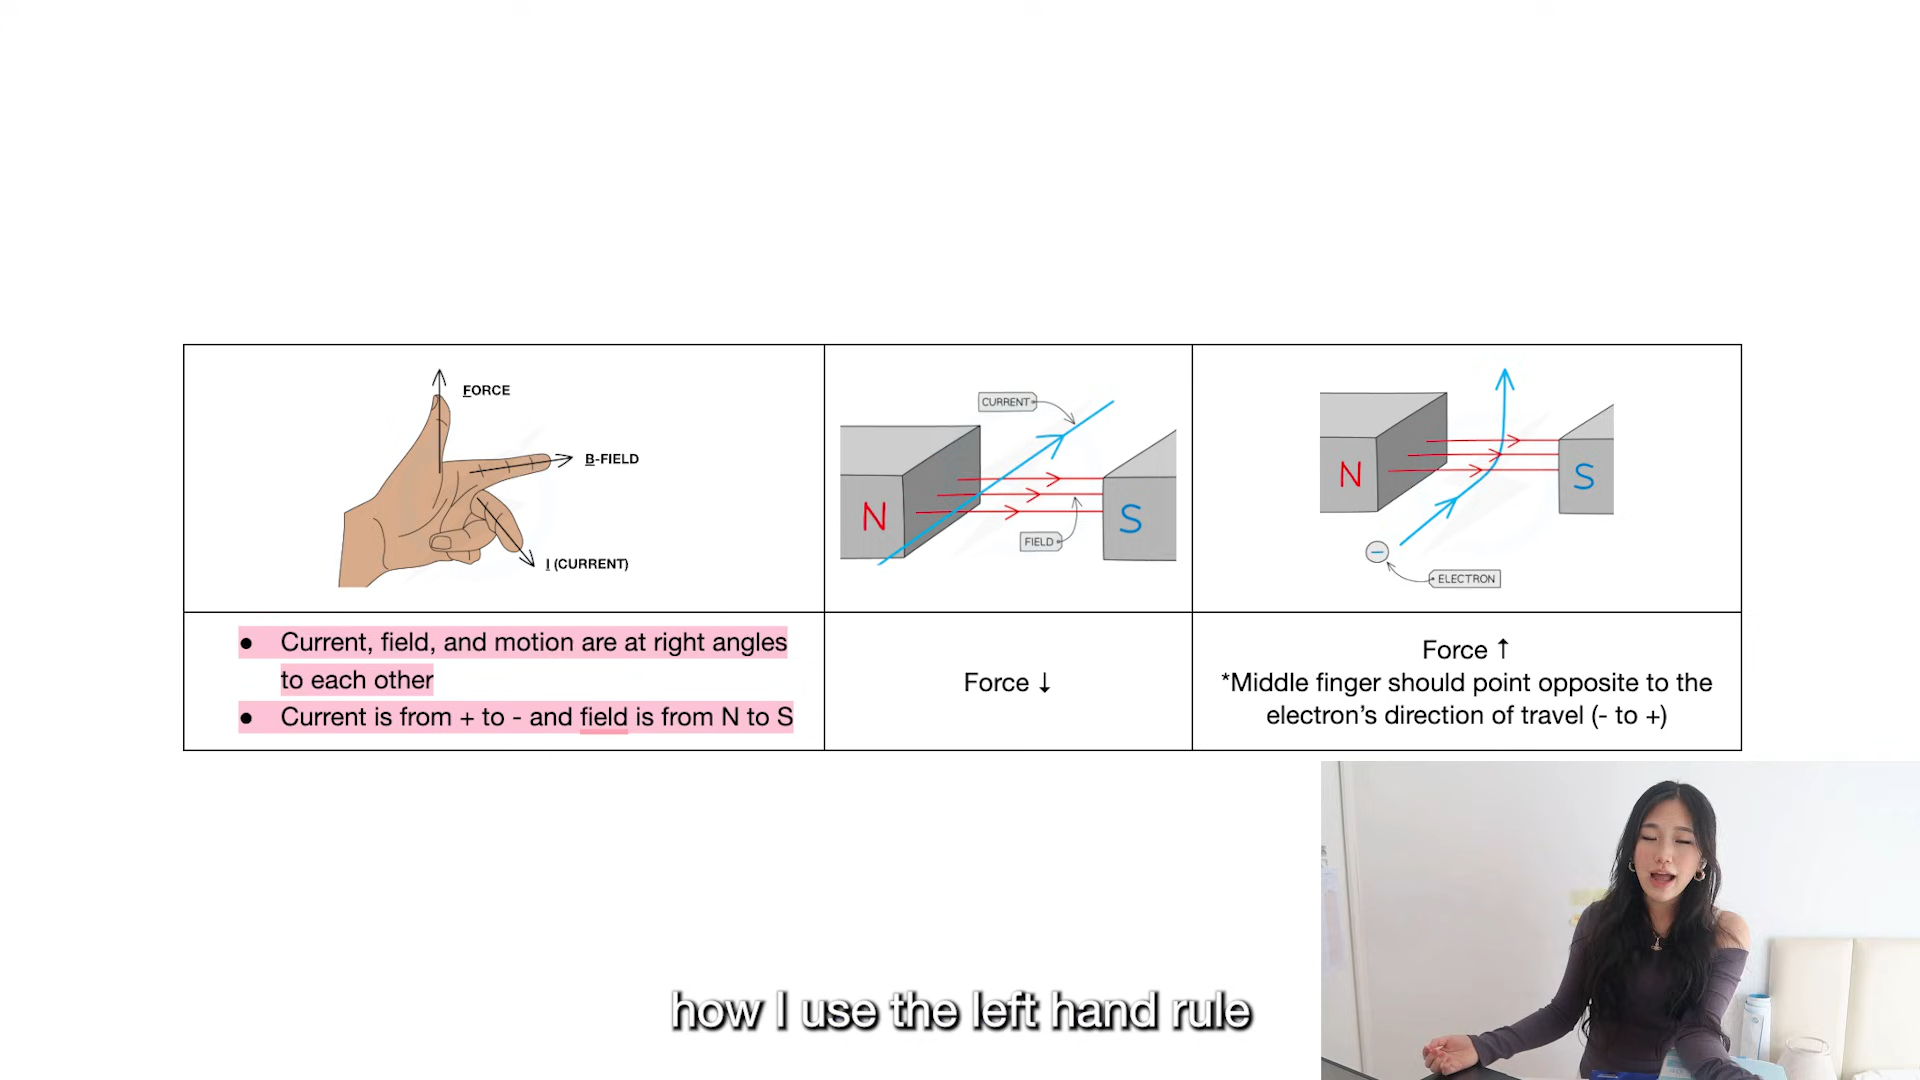 FORCE
B-FIELD
I (CURRENT)
CURRENT
N
S
FIELD
N
S
ELECTRON
● Current, field, and motion are at right angles
to each other
● Current is from + to - and field is from N to S
Force ↓
Force ↑
*Middle finger should point opposite to the
electron's direction of travel (- to +)
how I use the left hand rule